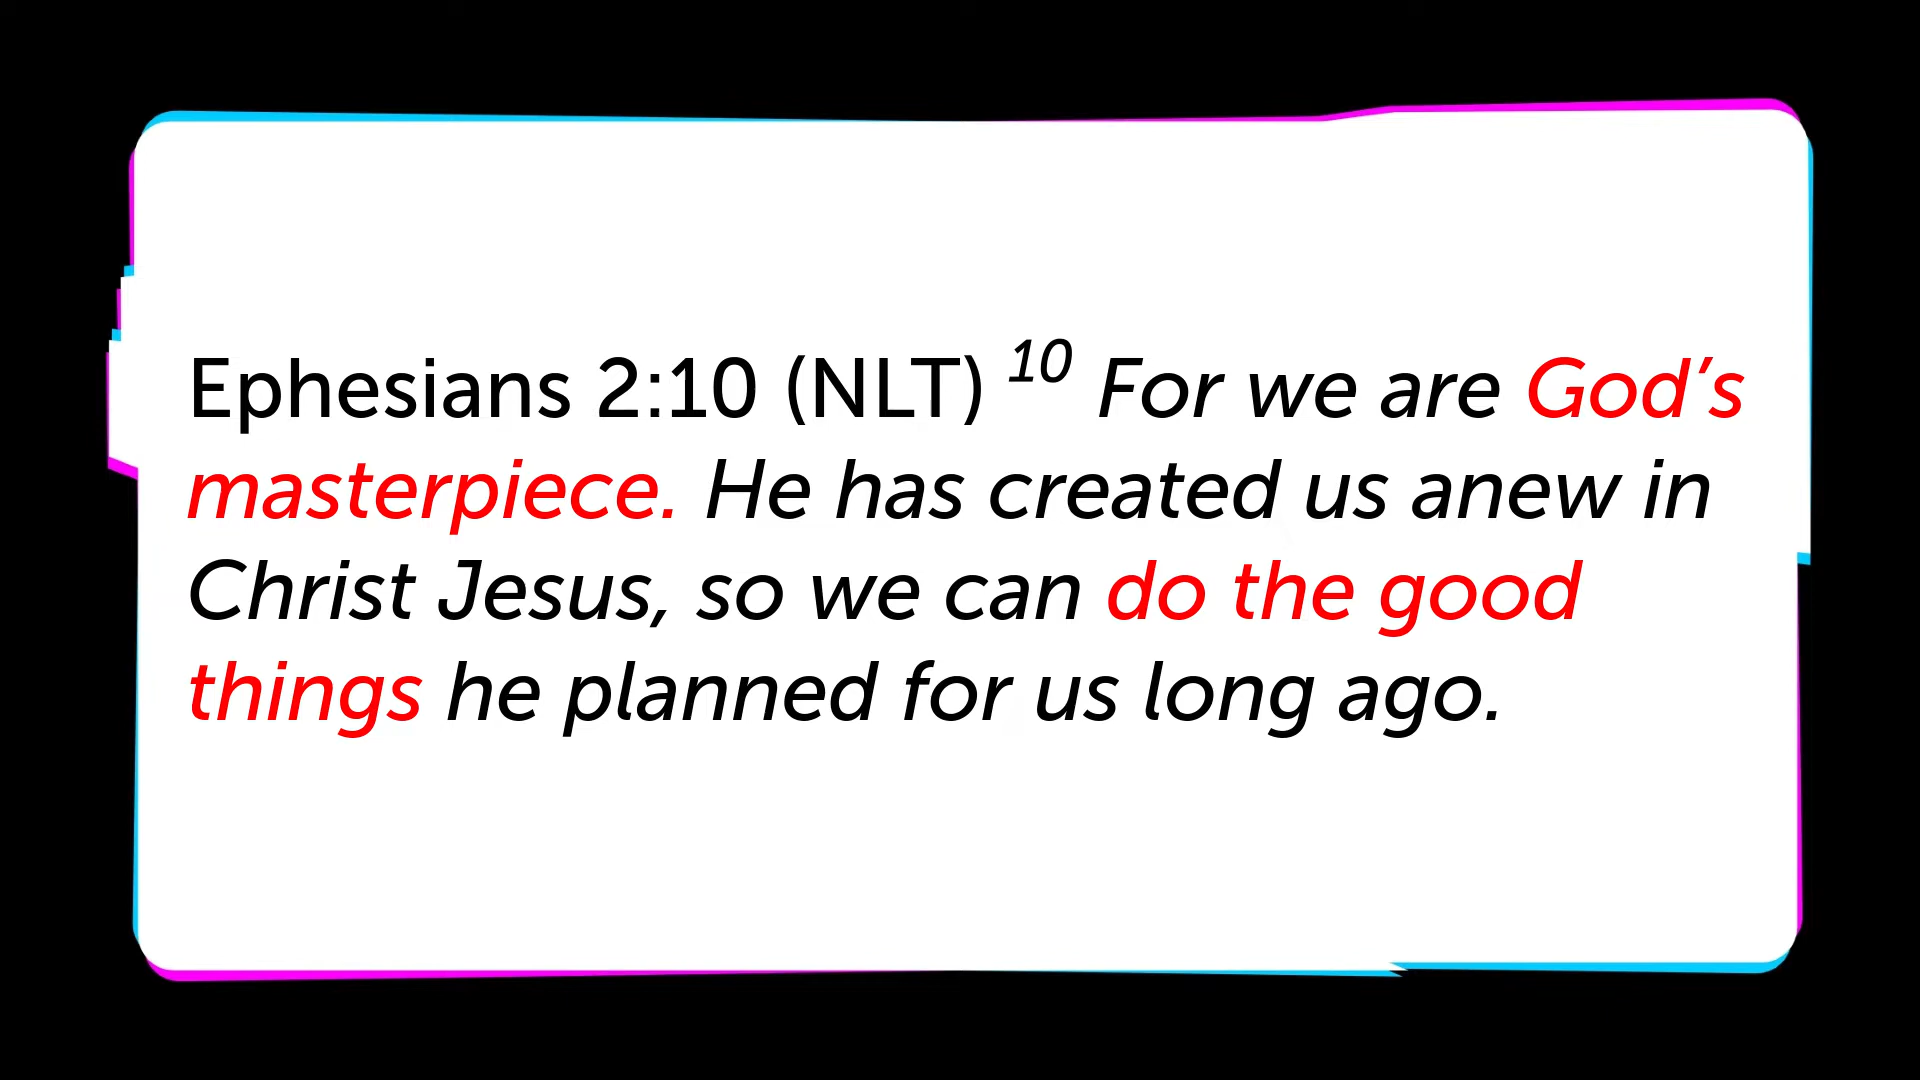 Ephesians 2:10 (NLT) 10 For we are God’s
masterpiece. He has created us anew in
Christ Jesus, so we can do the good
things he planned for us long ago.